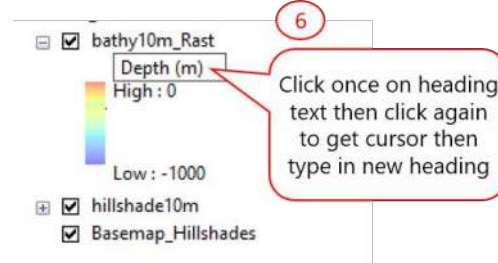 6
bathy10m_Rast
Depth (m)
High : 0
Low : -1000
Click once on heading
text then click again
to get cursor then
type in new heading
hillshade10m
Basemap_Hillshades